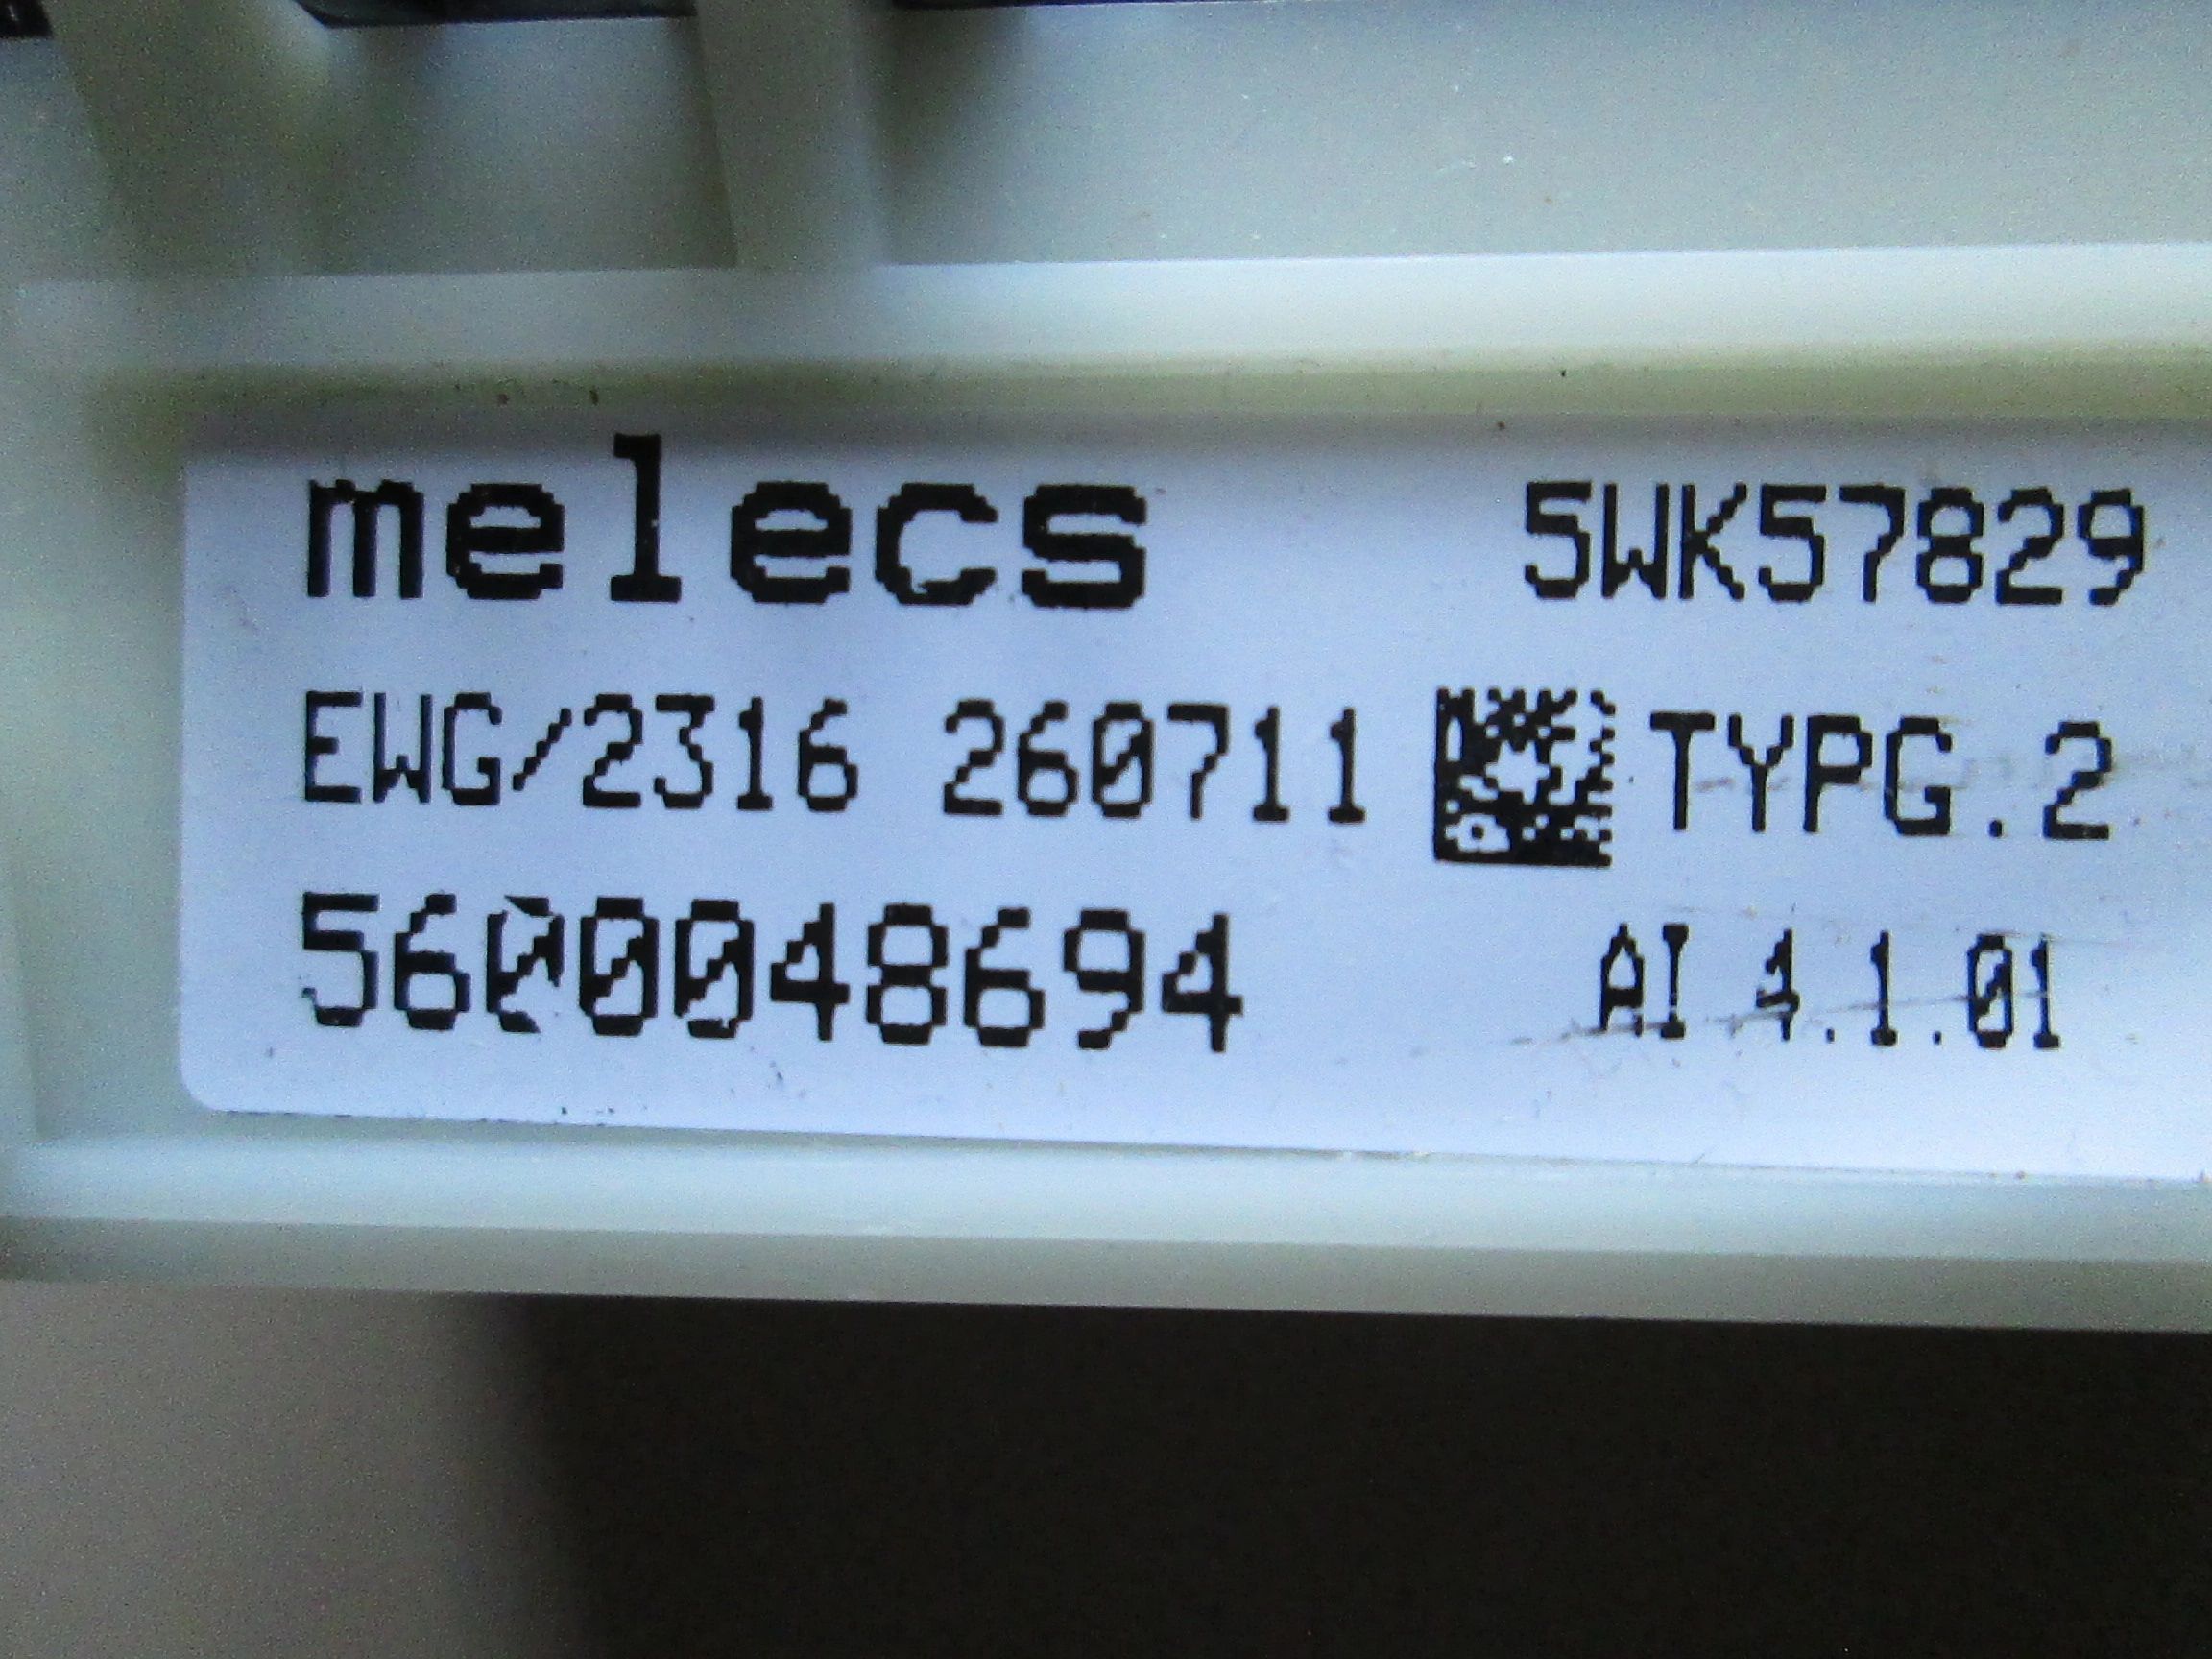 melecs 5WK57829
EWG/2316 260711 TYPG.2
5600048694 AI 4.1.01